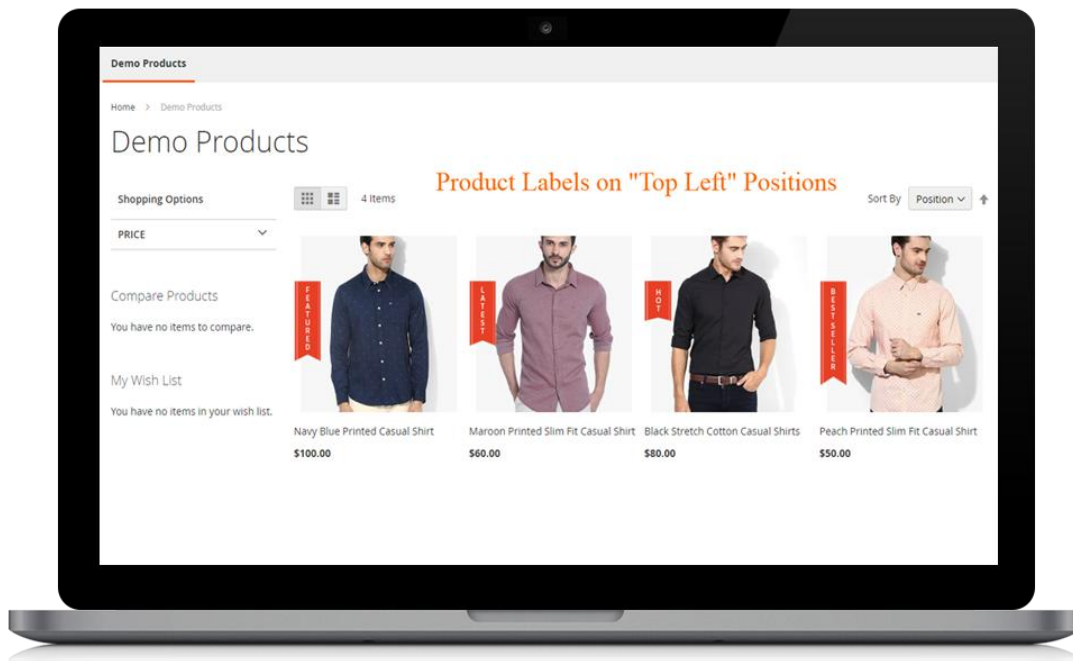 Demo Products
Home > Demo Products
Demo Products
Product Labels on "Top Left" Positions
Shopping Options
4 Items
Sort By Position
PRICE
Compare Products
You have no items to compare.
My Wish List
You have no items in your wish list.
FEATURED
LATEST
HOT
BEST SELLER
Navy Blue Printed Casual Shirt
$100.00
Maroon Printed Slim Fit Casual Shirt
$60.00
Black Stretch Cotton Casual Shirts
$80.00
Peach Printed Slim Fit Casual Shirt
$50.00